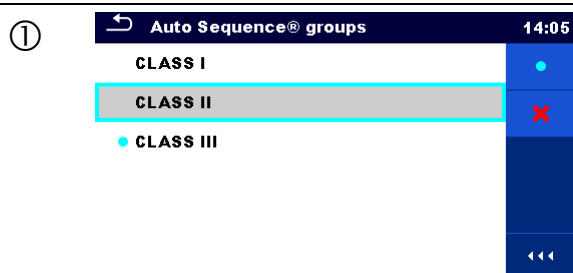 ①
Auto Sequence® groups 14:05
CLASS I
CLASS II
CLASS III